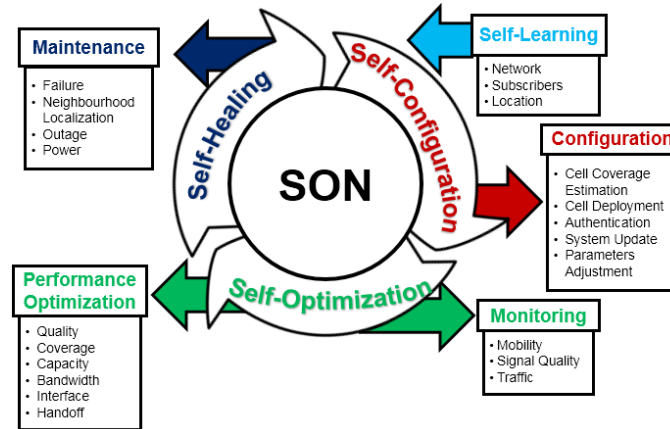 Maintenance
• Failure
• Neighbourhood
Localization
• Outage
• Power
Self-Learning
• Network
• Subscribers
• Location
Self-Healing
Self-Configuration
SON
Self-Optimization
Configuration
• Cell Coverage
Estimation
• Cell Deployment
• Authentication
• System Update
• Parameters
Adjustment
Performance
Optimization
• Quality
• Coverage
• Capacity
• Bandwidth
• Interface
• Handoff
Monitoring
• Mobility
• Signal Quality
• Traffic